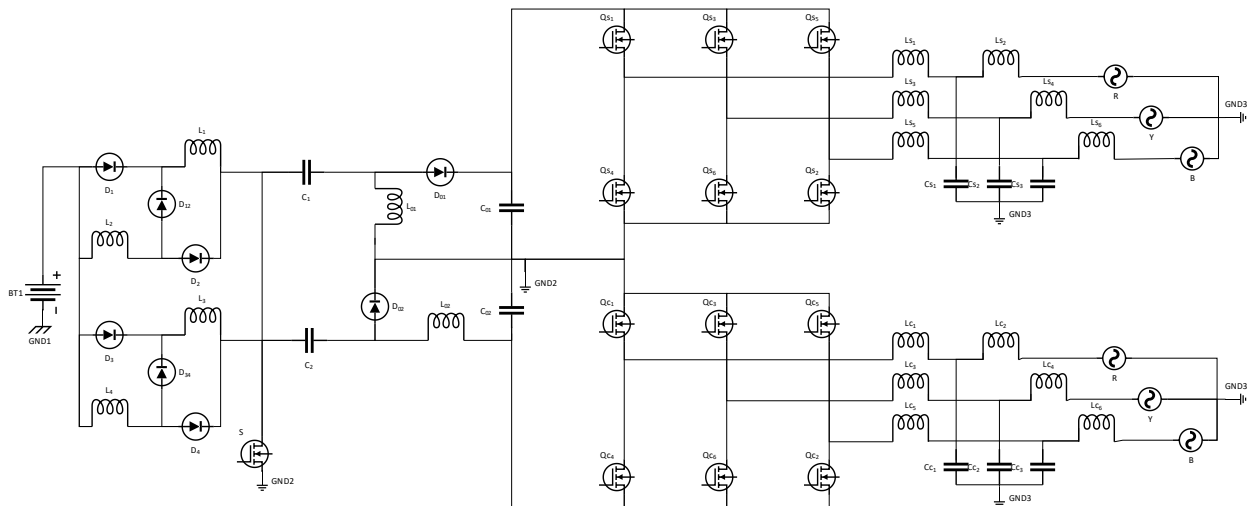 Qs₁ Qs₃ Qs₅
Ls₁ Ls₂
R
Ls₃ Ls₄
GND3
Y
Ls₅ Ls₆
B
L₁
D₁
D₁₂
C₁
D₀₁
Qs₄ Qs₆ Qs₂
Cs₁ Cs₂ Cs₃
GND3
L₀₁
C₀₁
L₂
D₂
BT1 +
GND1
GND2
L₃
D₀₂ L₀₂ C₀₂
Qc₁ Qc₃ Qc₅
Lc₁ Lc₂
R
D₃
D₃₄
C₂
Lc₃ Lc₄
GND3
Y
Lc₅ Lc₆
B
L₄
D₄
S
GND2
Qc₄ Qc₆ Qc₂
Cc₁ Cc₂ Cc₃
GND3